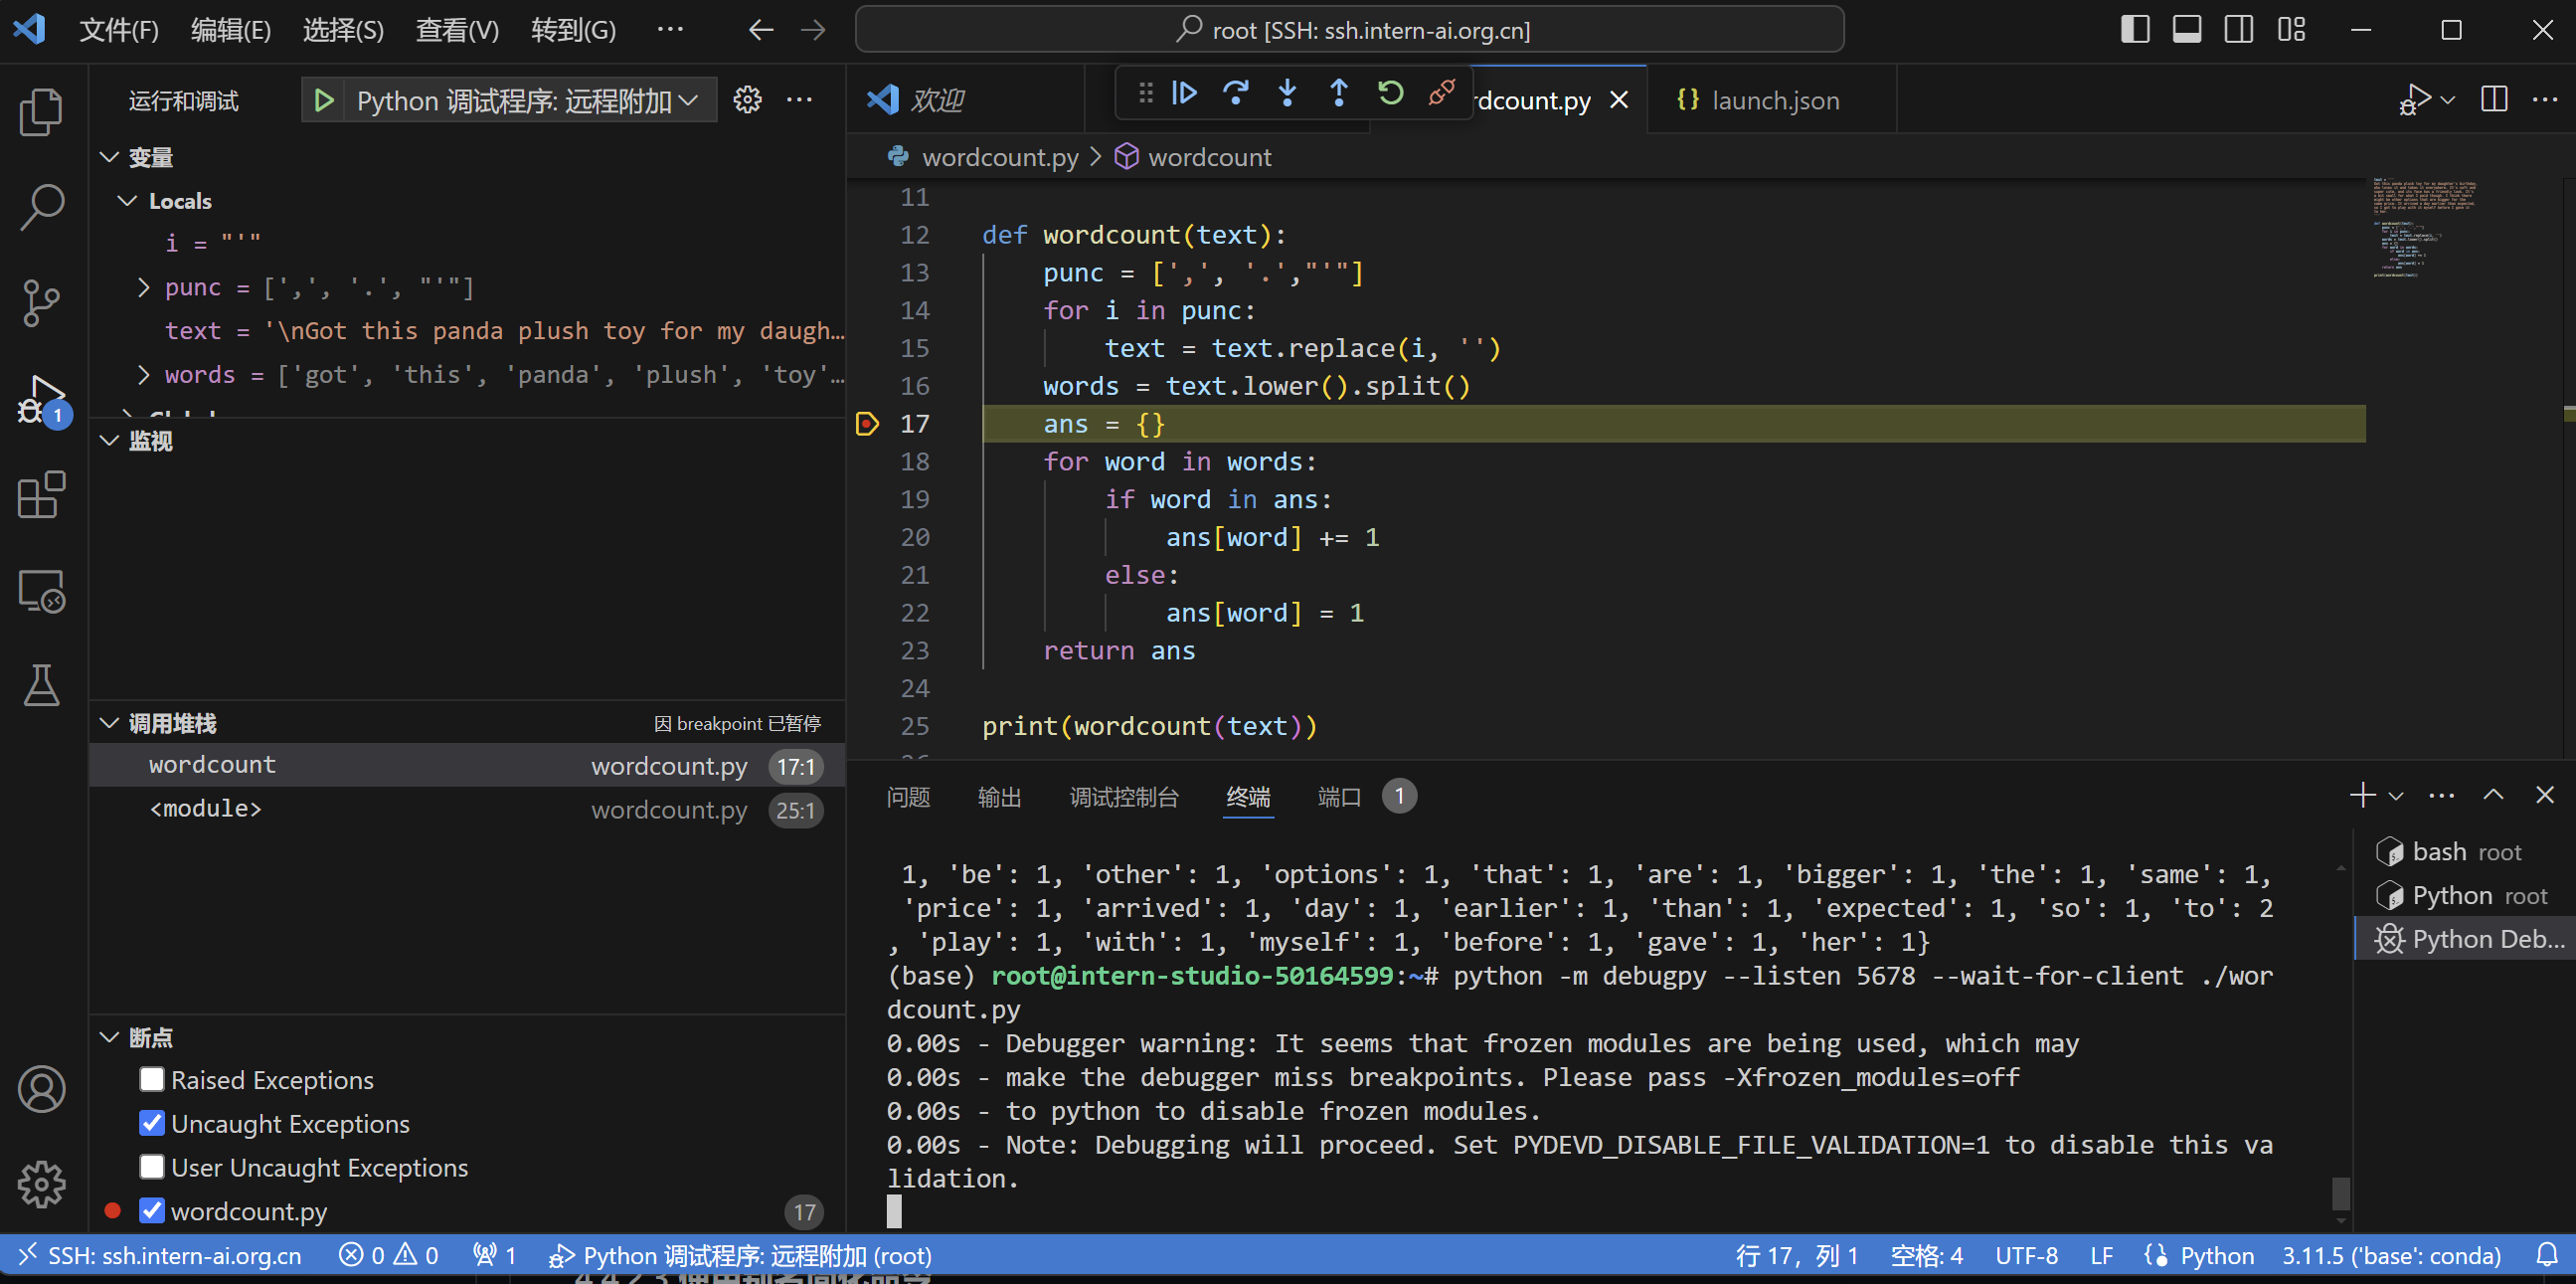 文件(F) 编辑(E) 选择(S) 查看(V) 转到(G) ··· root [SSH: ssh.intern-ai.org.cn]
运行和调试 Python 调试程序: 远程附加
变量
Locals
i = "'"
punc = [',', '.', "'"]
text = '\nGot this panda plush toy for my daugh…
words = ['got', 'this', 'panda', 'plush', 'toy'…
监视
调用堆栈 因 breakpoint 已暂停
wordcount wordcount.py 17:1
<module> wordcount.py 25:1
断点
Raised Exceptions
Uncaught Exceptions
User Uncaught Exceptions
wordcount.py 17
1
欢迎 rdcount.py launch.json
wordcount.py > wordcount
11
12 def wordcount(text):
13 punc = [',', '.',"'"]
14 for i in punc:
15 text = text.replace(i, '')
16 words = text.lower().split()
17 ans = {}
18 for word in words:
19 if word in ans:
20 ans[word] += 1
21 else:
22 ans[word] = 1
23 return ans
24
25 print(wordcount(text))
问题 输出 调试控制台 终端 端口 1
1, 'be': 1, 'other': 1, 'options': 1, 'that': 1, 'are': 1, 'bigger': 1, 'the': 1, 'same': 1,
'price': 1, 'arrived': 1, 'day': 1, 'earlier': 1, 'than': 1, 'expected': 1, 'so': 1, 'to': 2
, 'play': 1, 'with': 1, 'myself': 1, 'before': 1, 'gave': 1, 'her': 1}
(base) root@intern-studio-50164599:~# python -m debugpy --listen 5678 --wait-for-client ./wor
dcount.py
0.00s - Debugger warning: It seems that frozen modules are being used, which may
0.00s - make the debugger miss breakpoints. Please pass -Xfrozen_modules=off
0.00s - to python to disable frozen modules.
0.00s - Note: Debugging will proceed. Set PYDEVD_DISABLE_FILE_VALIDATION=1 to disable this va
lidation.
bash root
Python root
Python Deb...
SSH: ssh.intern-ai.org.cn 0 0 1 Python 调试程序: 远程附加 (root) 行 17，列 1 空格: 4 UTF-8 LF Python 3.11.5 ('base': conda)